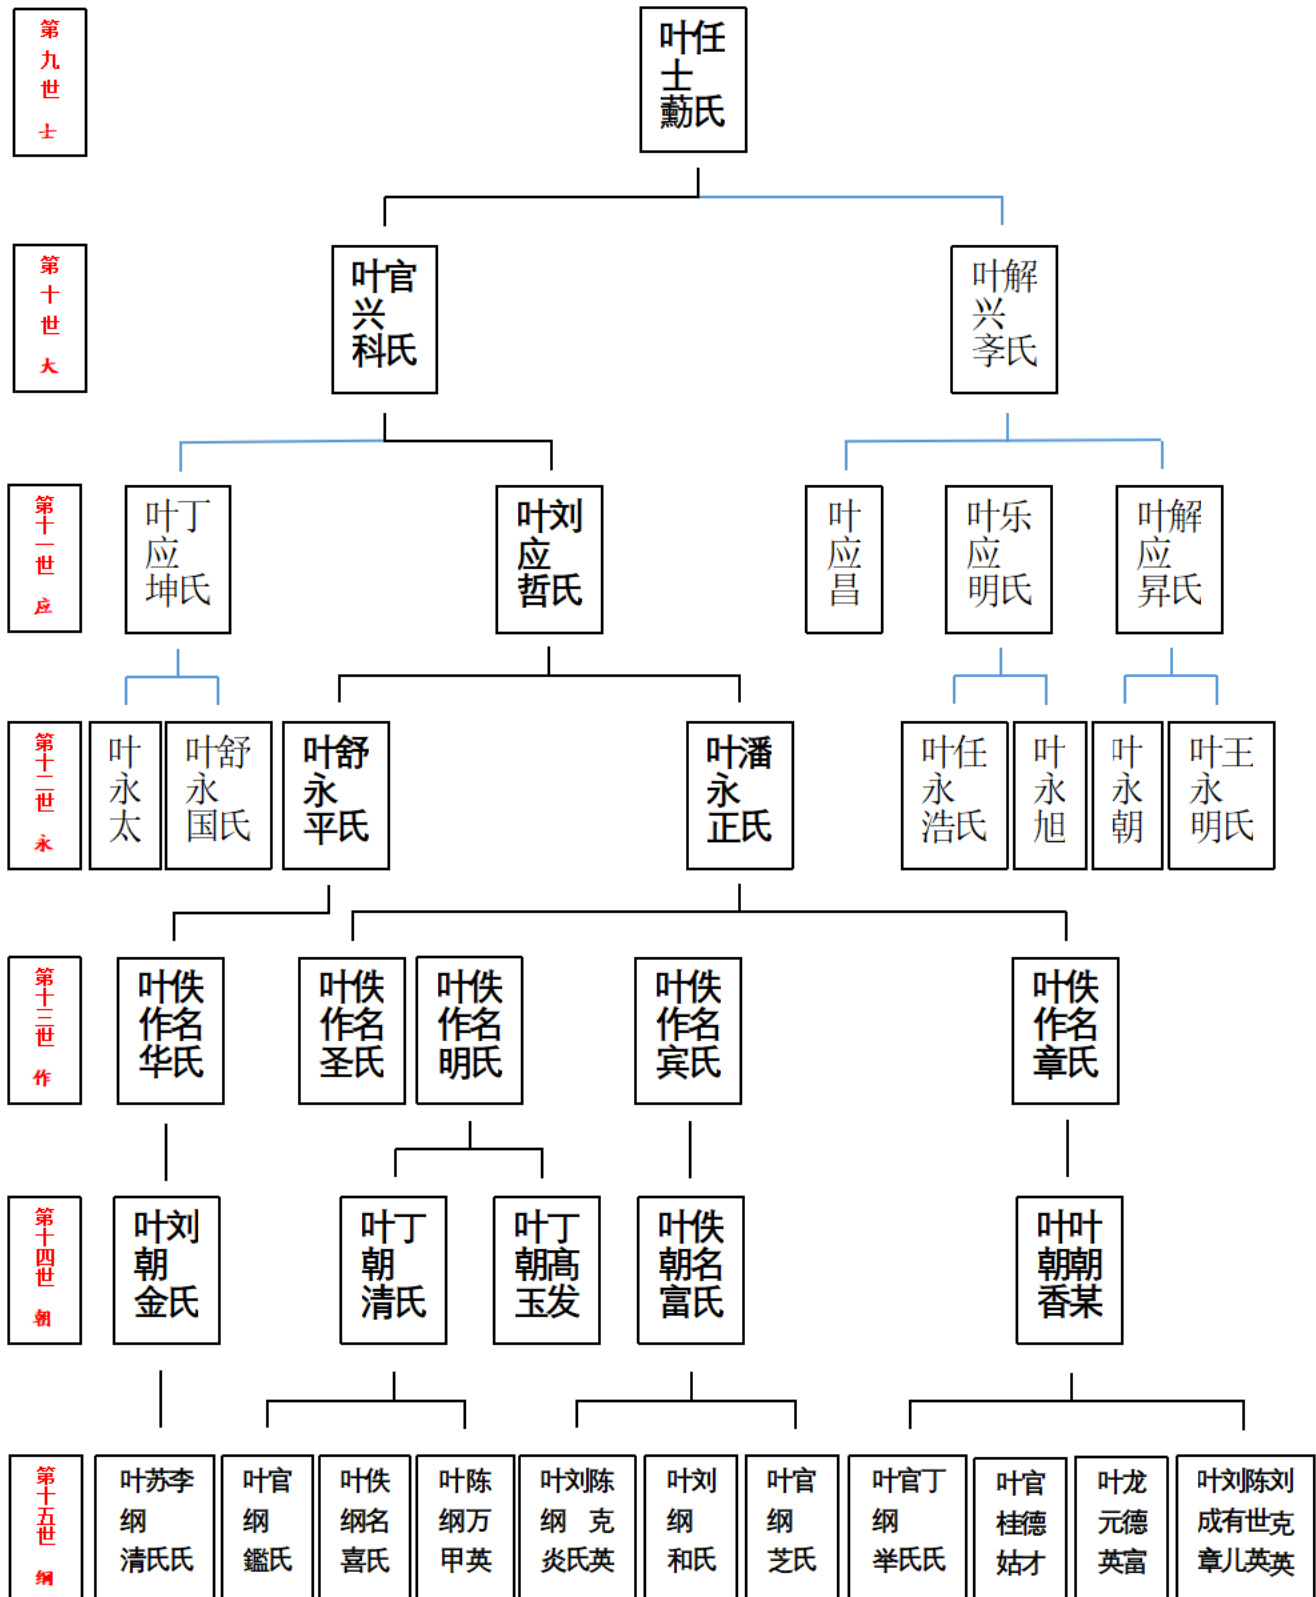 第九世 士
叶士蘍
任氏
第十世 大
叶兴科
官氏
叶兴斈
解氏
第十一世 应
叶应坤
丁氏
叶应哲
刘氏
叶应昌
叶应明
乐氏
叶应昇
解氏
第十二世 永
叶永太
叶永国
舒氏
叶永平
舒氏
叶永正
潘氏
叶永浩
任氏
叶永旭
叶永朝
叶永明
王氏
第十三世 作
叶作华
佚名氏
叶作圣
佚名氏
叶作明
佚名氏
叶作宾
佚名氏
叶作章
佚名氏
第十四世 朝
叶朝金
刘氏
叶朝清
丁氏
叶朝玉
丁髙发
叶朝富
佚名氏
叶朝香
叶朝某
第十五世 纲
叶纲清
苏氏
李氏
叶纲鑑
官氏
叶纲喜
佚名氏
叶纲甲
陈万英
叶纲炎
刘氏
陈克英
叶纲和
刘氏
叶纲芝
官氏
叶纲举
官氏
丁氏
叶桂姑
官德才
叶元英
龙德富
叶成章
刘有儿
陈世英
刘克英